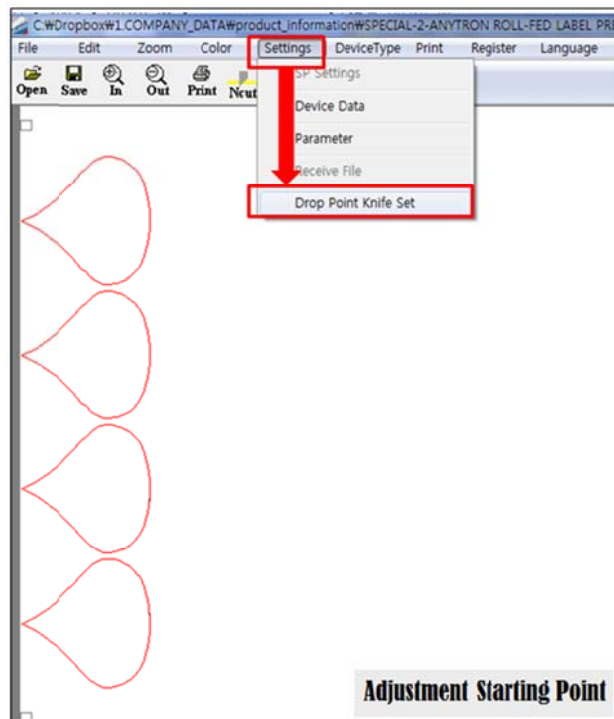 C:₩Dropbox₩1.COMPANY_DATA₩product_information₩SPECIAL-2-ANYTRON ROLL-FED LABEL
File Edit Zoom Color Settings DeviceType Print Register Language
Open Save In Out Print
SP Settings
Device Data
Parameter
Receive File
Drop Point Knife Set
Adjustment Starting Point